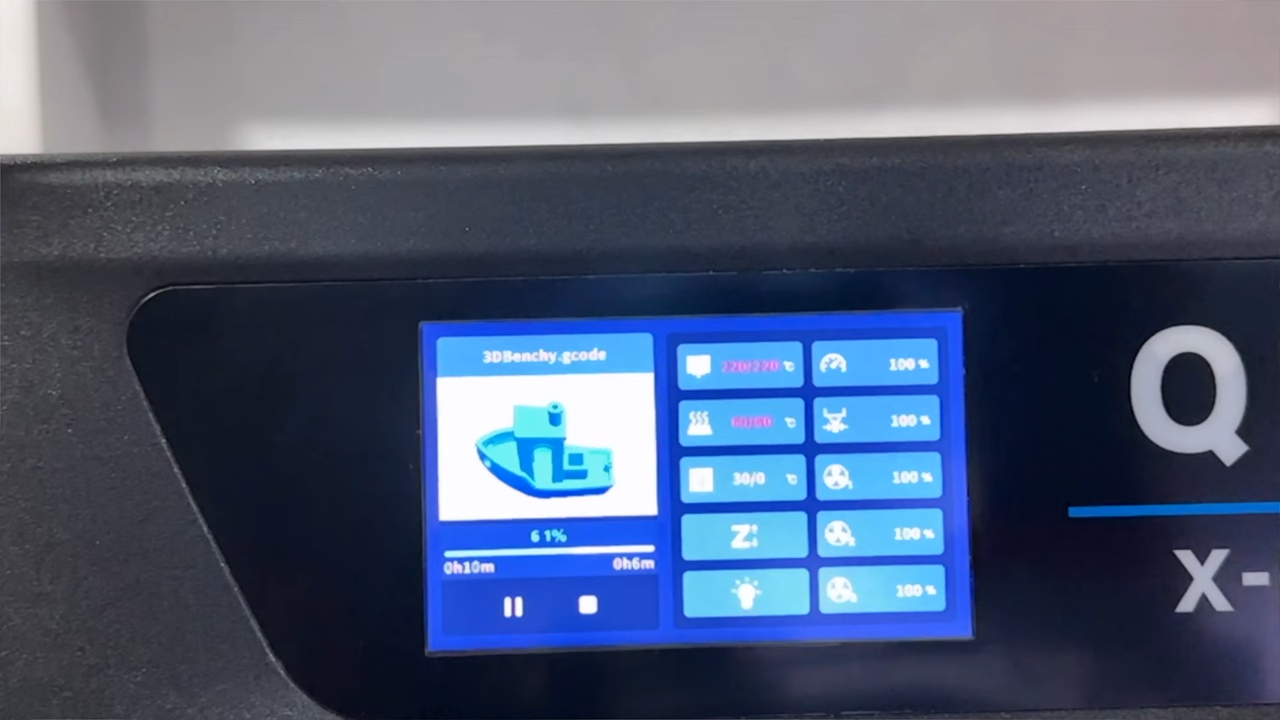 3DBenchy.gcode
61%
0h10m 0h6m
220/220 ℃
60/60 ℃
30/0 ℃
Z
100 %
100 %
100 %
100 %
100 %
Q
X-